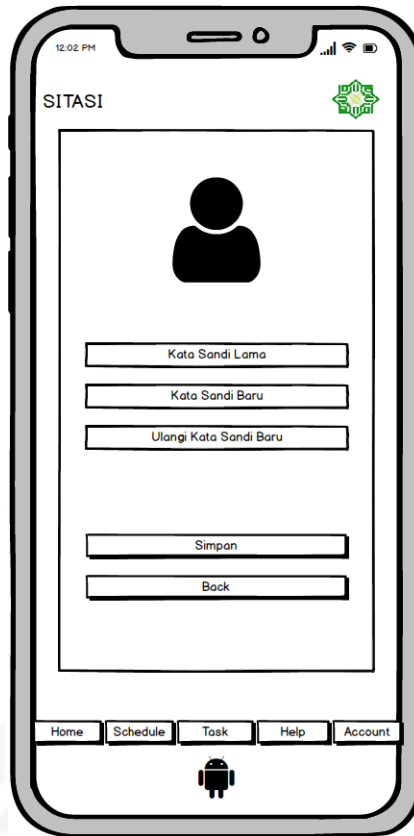 12:02 PM
SITASI
Kata Sandi Lama
Kata Sandi Baru
Ulangi Kata Sandi Baru
Simpan
Back
Home Schedule Task Help Account